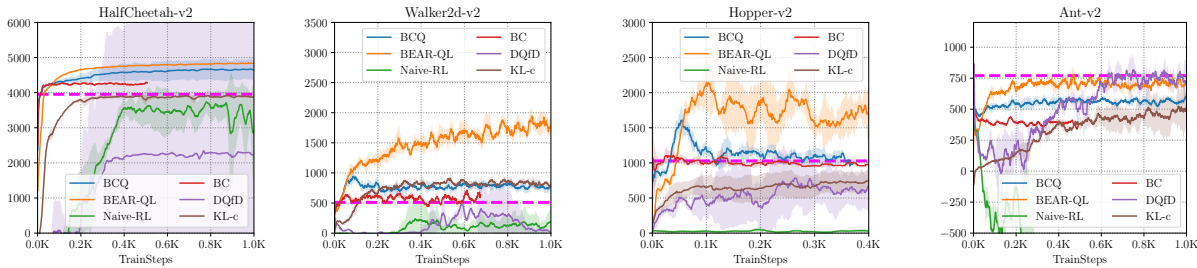 HalfCheetah-v2
6000
5000
4000
3000
2000
1000
0
0.0K 0.2K 0.4K 0.6K 0.8K 1.0K
TrainSteps
BCQ BC
BEAR-QL DQfD
Naive-RL KL-c
Walker2d-v2
3500
3000
2500
2000
1500
1000
500
0
0.0K 0.2K 0.4K 0.6K 0.8K 1.0K
TrainSteps
BCQ BC
BEAR-QL DQfD
Naive-RL KL-c
Hopper-v2
3000
2500
2000
1500
1000
500
0
0.0K 0.1K 0.2K 0.3K 0.4K
TrainSteps
BCQ BC
BEAR-QL DQfD
Naive-RL KL-c
Ant-v2
1000
750
500
250
0
−250
−500
0.0K 0.2K 0.4K 0.6K 0.8K 1.0K
TrainSteps
BCQ BC
BEAR-QL DQfD
Naive-RL KL-c